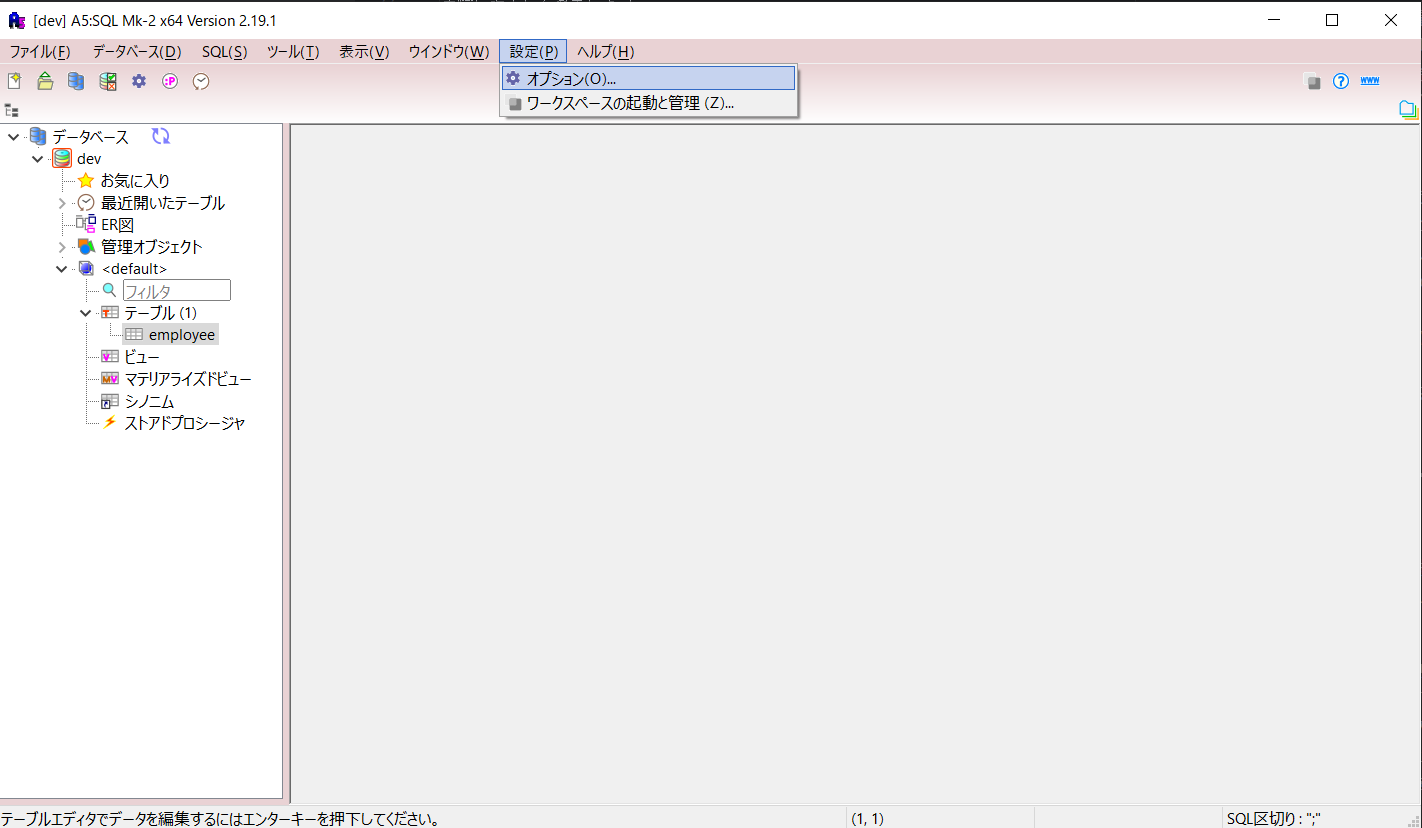 [dev] A5:SQL Mk-2 x64 Version 2.19.1
ファイル(F) データベース(D) SQL(S) ツール(T) 表示(V) ウインドウ(W) 設定(P) ヘルプ(H)
オプション(O)...
ワークスペースの起動と管理 (Z)...
:P
?
www
データベース
dev
お気に入り
最近開いたテーブル
ER図
管理オブジェクト
<default>
フィルタ
テーブル (1)
employee
ビュー
マテリアライズドビュー
シノニム
ストアドプロシージャ
テーブルエディタでデータを編集するにはエンターキーを押下してください。 (1, 1) SQL区切り : ";"